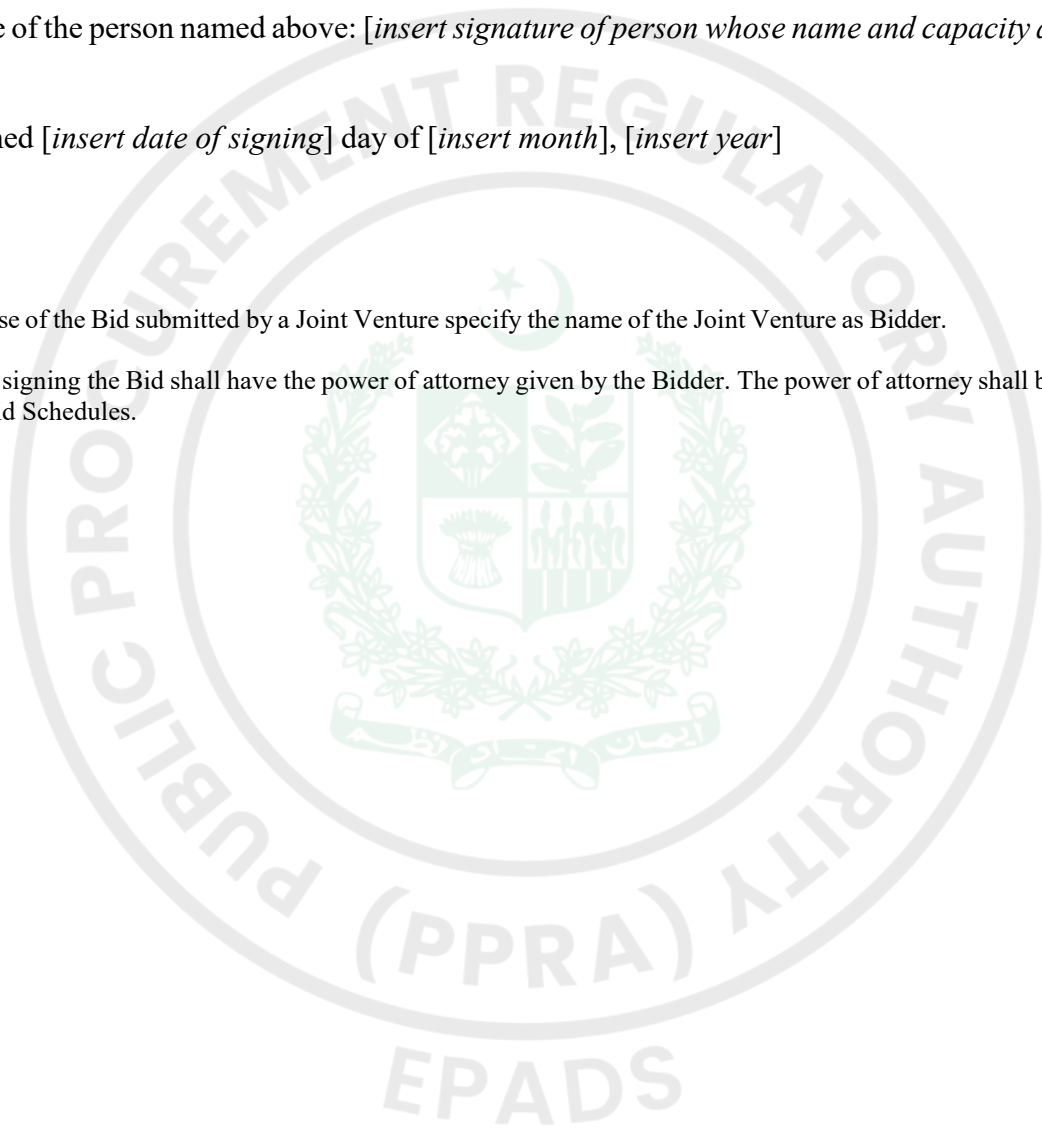 e of the person named above: [insert signature of person whose name and capacity
ned [insert date of signing] day of [insert month], [insert year]
se of the Bid submitted by a Joint Venture specify the name of the Joint Venture as Bidder.
signing the Bid shall have the power of attorney given by the Bidder. The power of attorney shall b
d Schedules.
PUBLIC PROCUREMENT REGULATORY AUTHORITY
(PPRA)
EPADS